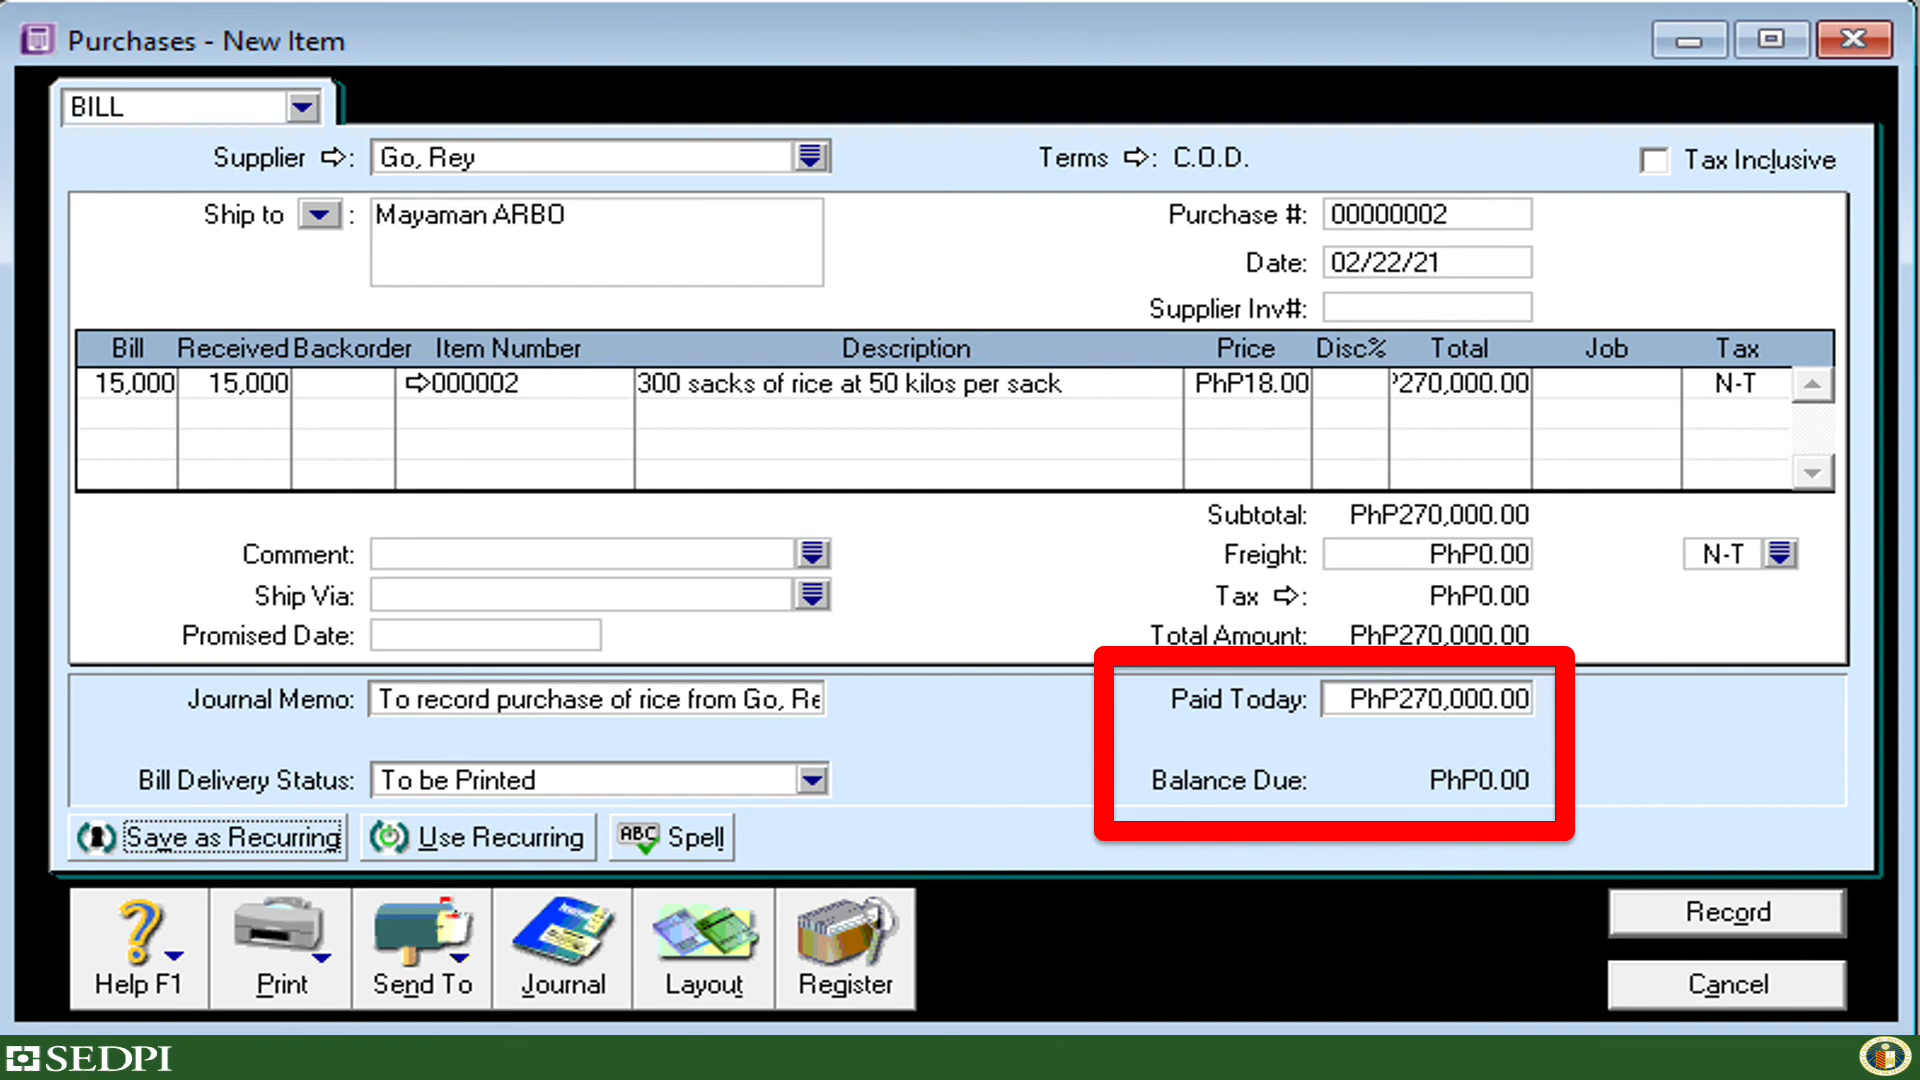 Purchases - New Item
BILL
Supplier ⇨: Go, Rey Terms ⇨: C.O.D. Tax Inclusive
Ship to : Mayaman ARBO Purchase #: 00000002
Date: 02/22/21
Supplier Inv#:
Bill Received Backorder Item Number Description Price Disc% Total Job Tax
15,000 15,000 ⇨000002 300 sacks of rice at 50 kilos per sack PhP18.00 270,000.00 N-T
Subtotal: PhP270,000.00
Comment: Freight: PhP0.00 N-T
Ship Via: Tax ⇨: PhP0.00
Promised Date: Total Amount: PhP270,000.00
Journal Memo: To record purchase of rice from Go, Re Paid Today: PhP270,000.00
Bill Delivery Status: To be Printed Balance Due: PhP0.00
Save as Recurring Use Recurring ABC Spell
Help F1 Print Send To Journal Layout Register
Record
Cancel
SEDPI